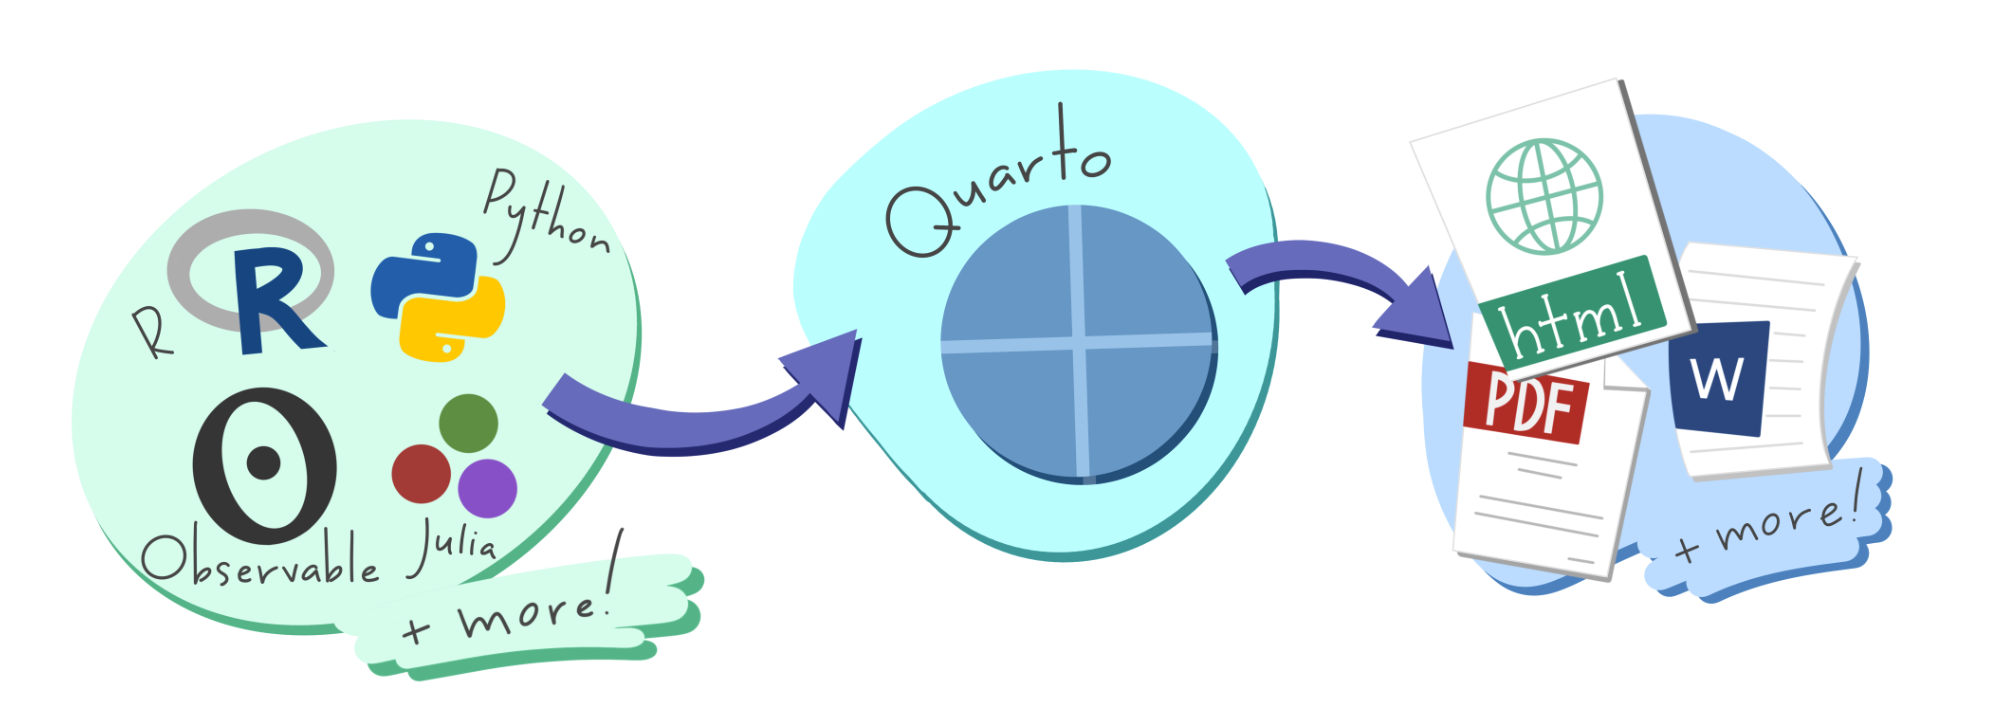 R
R
Python
Observable
Julia
+ more!
Quarto
html
PDF
W
+ more!